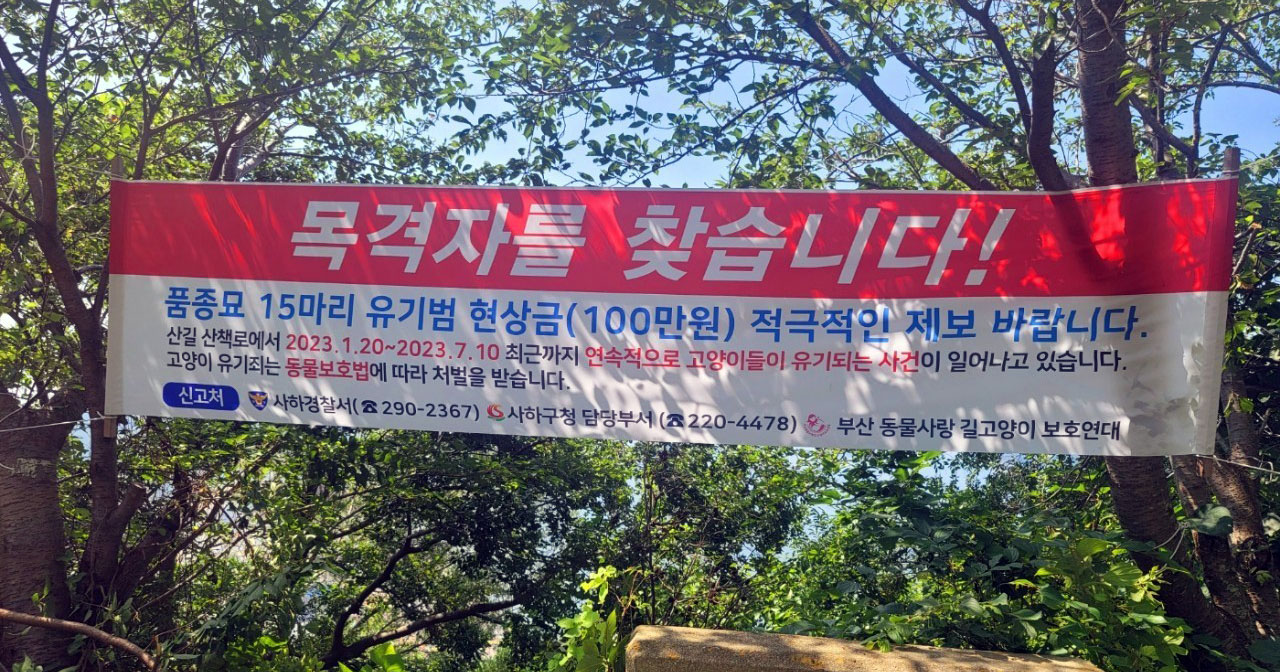 목격자를 찾습니다!
품종묘 15마리 유기범 현상금(100만원) 적극적인 제보 바랍니다.
산길 산책로에서 2023.1.20~2023.7.10 최근까지 연속적으로 고양이들이 유기되는 사건이 일어나고 있습니다.
고양이 유기죄는 동물보호법에 따라 처벌을 받습니다.
신고처 사하경찰서(☎290-2367) 사하구청 담당부서 (☎220-4478) 부산 동물사랑 길고양이 보호연대